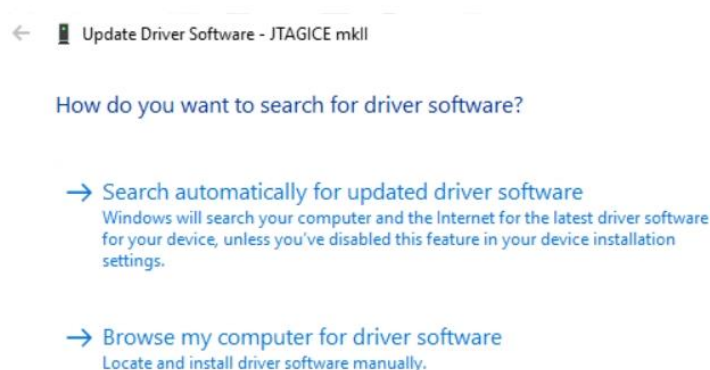 ← Update Driver Software - JTAGICE mkII
How do you want to search for driver software?
→ Search automatically for updated driver software
Windows will search your computer and the Internet for the latest driver software
for your device, unless you've disabled this feature in your device installation
settings.
→ Browse my computer for driver software
Locate and install driver software manually.